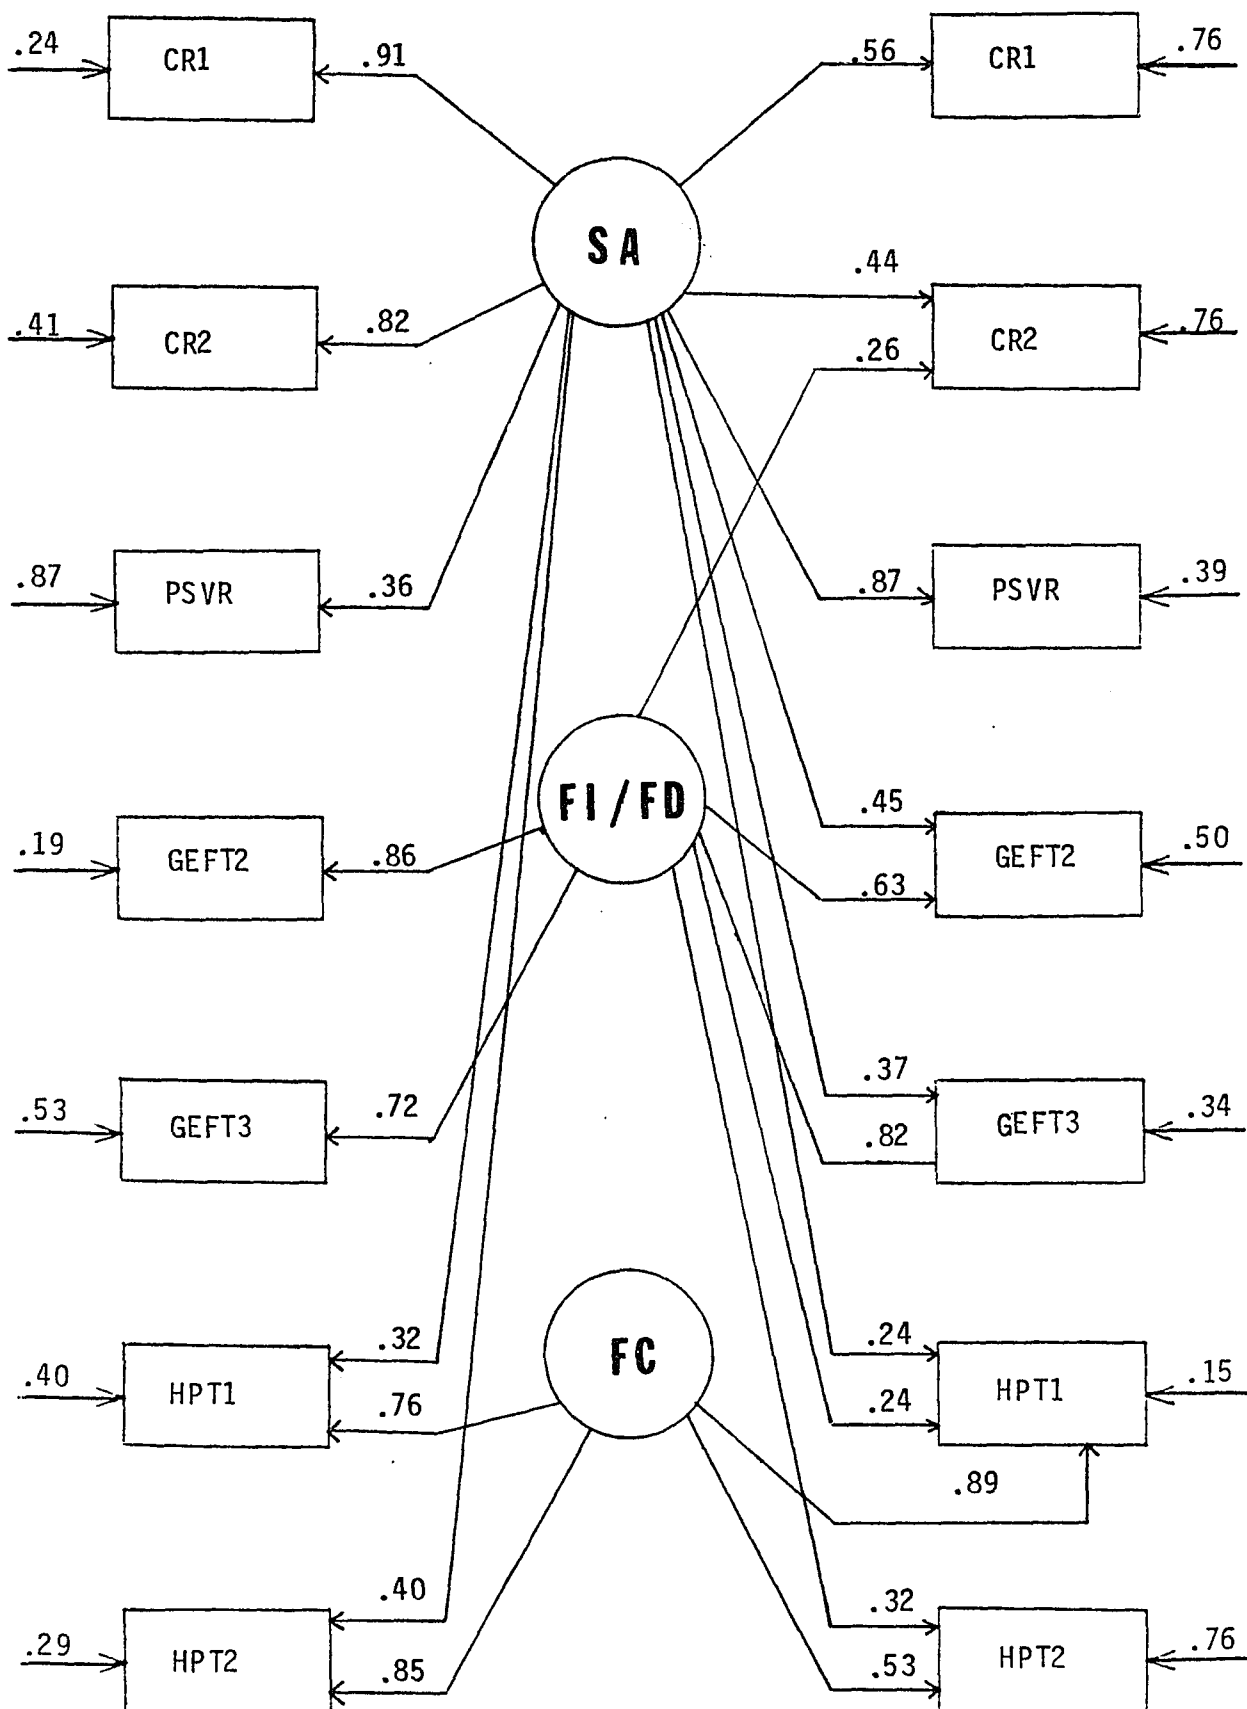 .24 CR1 .91 .56 CR1 .76
SA
.41 CR2 .82 .44 CR2 .76
.26
.87 PSVR .36 .87 PSVR .39
FI/FD
.19 GEFT2 .86 .45 GEFT2 .50
.63
.53 GEFT3 .72 .37 GEFT3 .34
.82
.40 HPT1 .32 .24 HPT1 .15
FC
.76 .24
.89
.29 HPT2 .40 .32 HPT2 .76
.85 .53